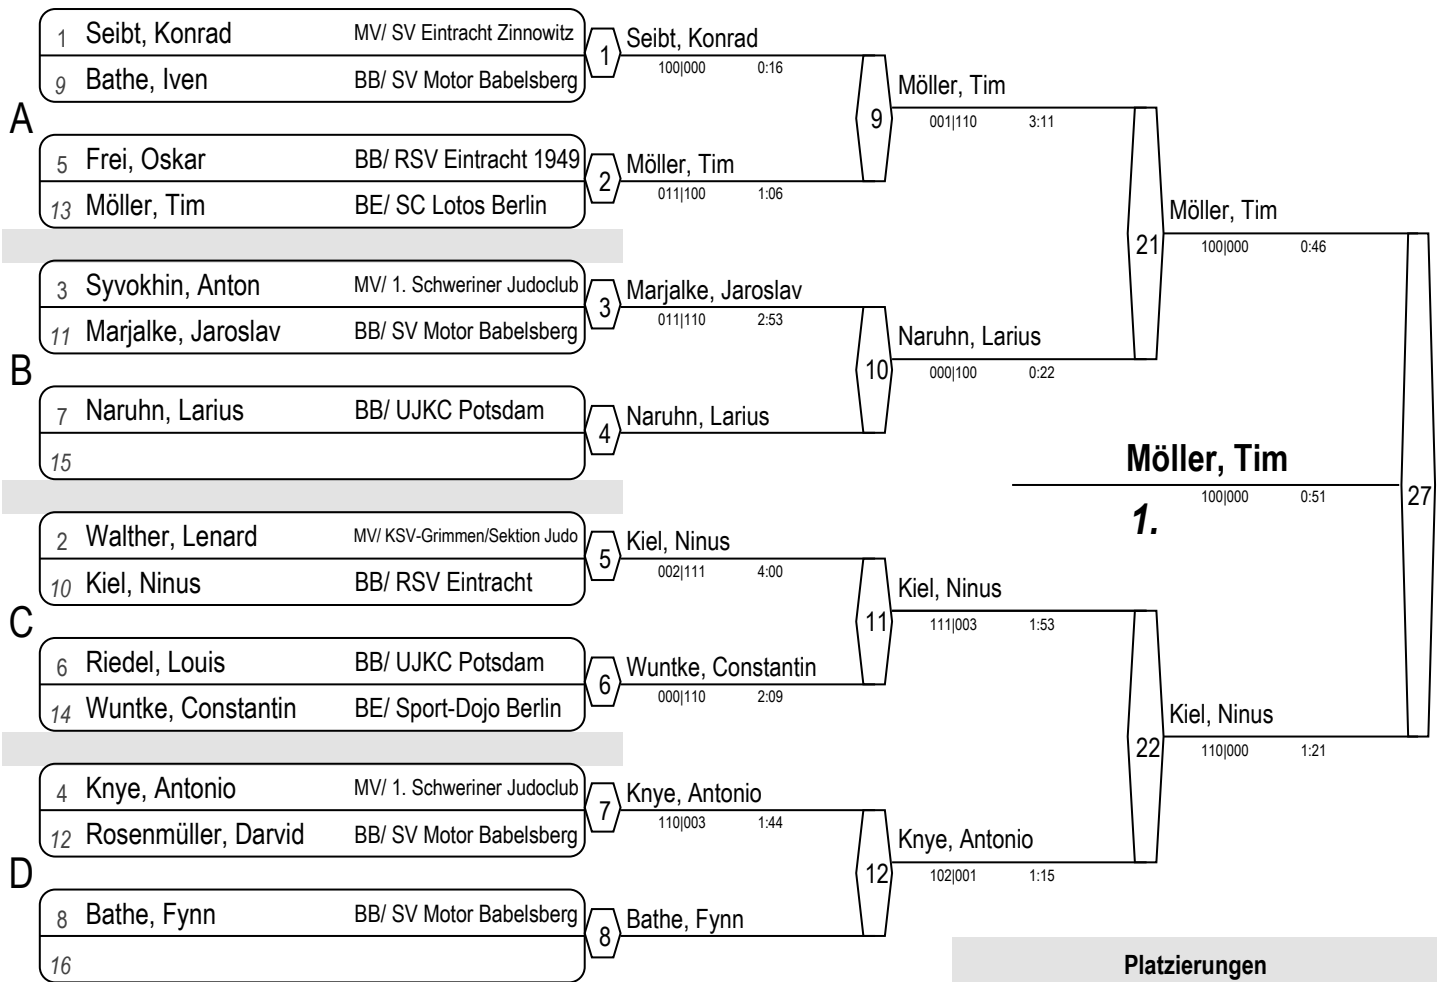 1 Seibt, Konrad MV/ SV Eintracht Zinnowitz
9 Bathe, Iven BB/ SV Motor Babelsberg
1
Seibt, Konrad
100|000 0:16
A
5 Frei, Oskar BB/ RSV Eintracht 1949
13 Möller, Tim BE/ SC Lotos Berlin
2
Möller, Tim
011|100 1:06
9
Möller, Tim
001|110 3:11
3 Syvokhin, Anton MV/ 1. Schweriner Judoclub
11 Marjalke, Jaroslav BB/ SV Motor Babelsberg
3
Marjalke, Jaroslav
011|110 2:53
B
7 Naruhn, Larius BB/ UJKC Potsdam
15
4
Naruhn, Larius
10
Naruhn, Larius
000|100 0:22
21
Möller, Tim
100|000 0:46
2 Walther, Lenard MV/ KSV-Grimmen/Sektion Judo
10 Kiel, Ninus BB/ RSV Eintracht
5
Kiel, Ninus
002|111 4:00
C
6 Riedel, Louis BB/ UJKC Potsdam
14 Wuntke, Constantin BE/ Sport-Dojo Berlin
6
Wuntke, Constantin
000|110 2:09
11
Kiel, Ninus
111|003 1:53
4 Knye, Antonio MV/ 1. Schweriner Judoclub
12 Rosenmüller, Darvid BB/ SV Motor Babelsberg
7
Knye, Antonio
110|003 1:44
D
8 Bathe, Fynn BB/ SV Motor Babelsberg
16
8
Bathe, Fynn
12
Knye, Antonio
102|001 1:15
22
Kiel, Ninus
110|000 1:21
27
Möller, Tim
100|000 0:51
1.
Platzierungen